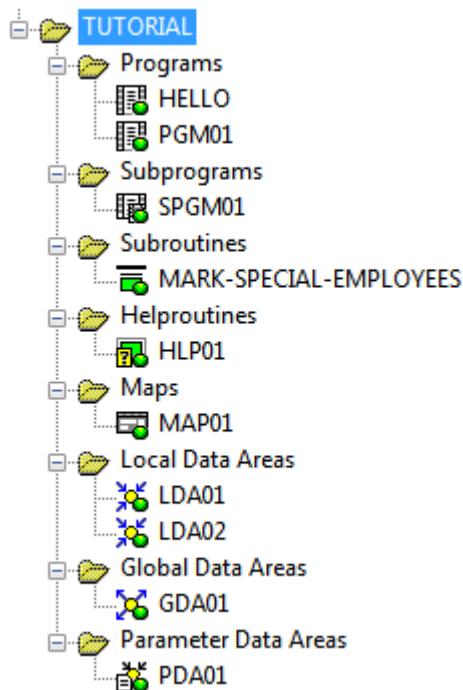 TUTORIAL
Programs
HELLO
PGM01
Subprograms
SPGM01
Subroutines
MARK-SPECIAL-EMPLOYEES
Helproutines
HLP01
Maps
MAP01
Local Data Areas
LDA01
LDA02
Global Data Areas
GDA01
Parameter Data Areas
PDA01